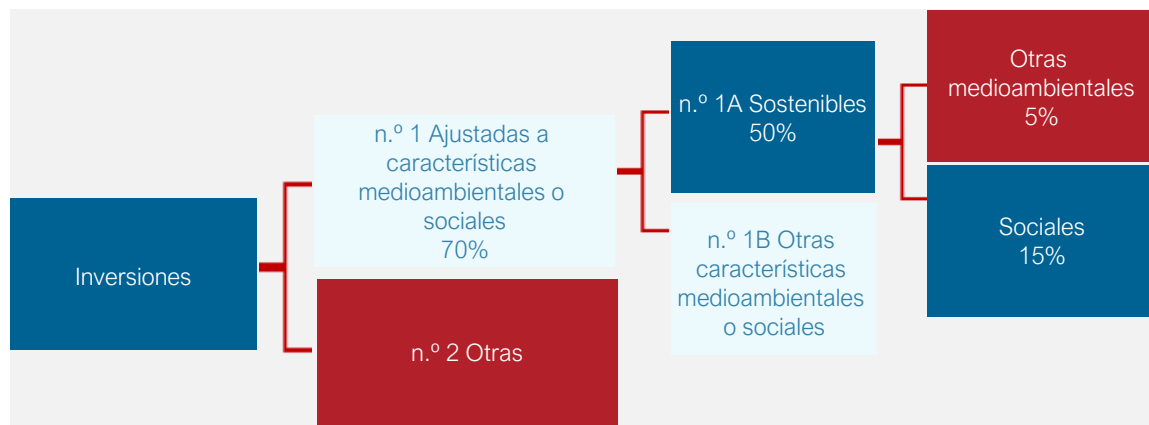 Inversiones
n.º 1 Ajustadas a
características
medioambientales o
sociales
70%
n.º 2 Otras
n.º 1A Sostenibles
50%
n.º 1B Otras
características
medioambientales
o sociales
Otras
medioambientales
5%
Sociales
15%